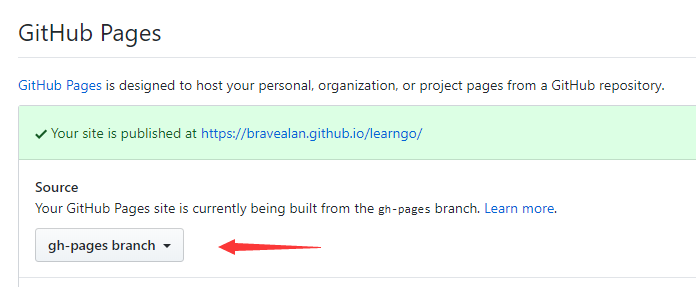 GitHub Pages
GitHub Pages is designed to host your personal, organization, or project pages from a GitHub repository.
Your site is published at https://bravealan.github.io/learngo/
Source
Your GitHub Pages site is currently being built from the gh-pages branch. Learn more.
gh-pages branch